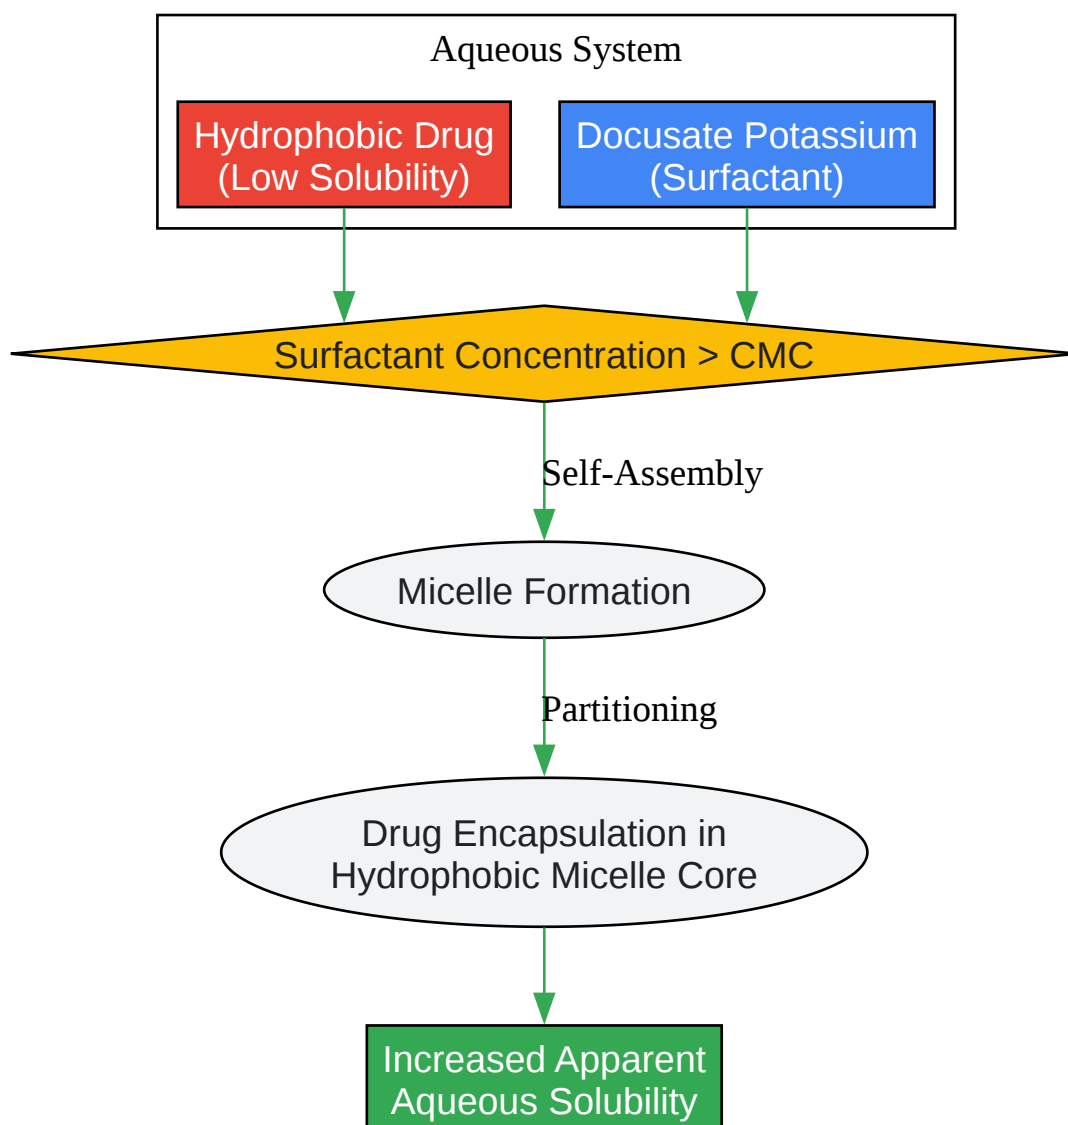 Aqueous System
Hydrophobic Drug
(Low Solubility)
Docusate Potassium
(Surfactant)
Surfactant Concentration > CMC
Self-Assembly
Micelle Formation
Partitioning
Drug Encapsulation in
Hydrophobic Micelle Core
Increased Apparent
Aqueous Solubility